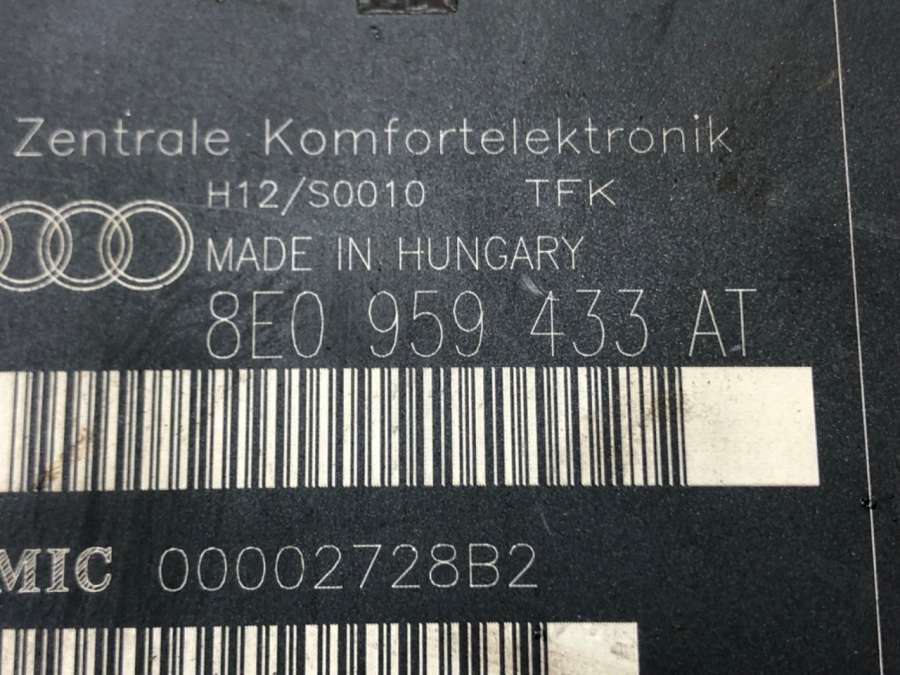 Zentrale Komfortelektronik
H12/S0010 TFK
MADE IN HUNGARY
8E0 959 433 AT
MIC 00002728B2